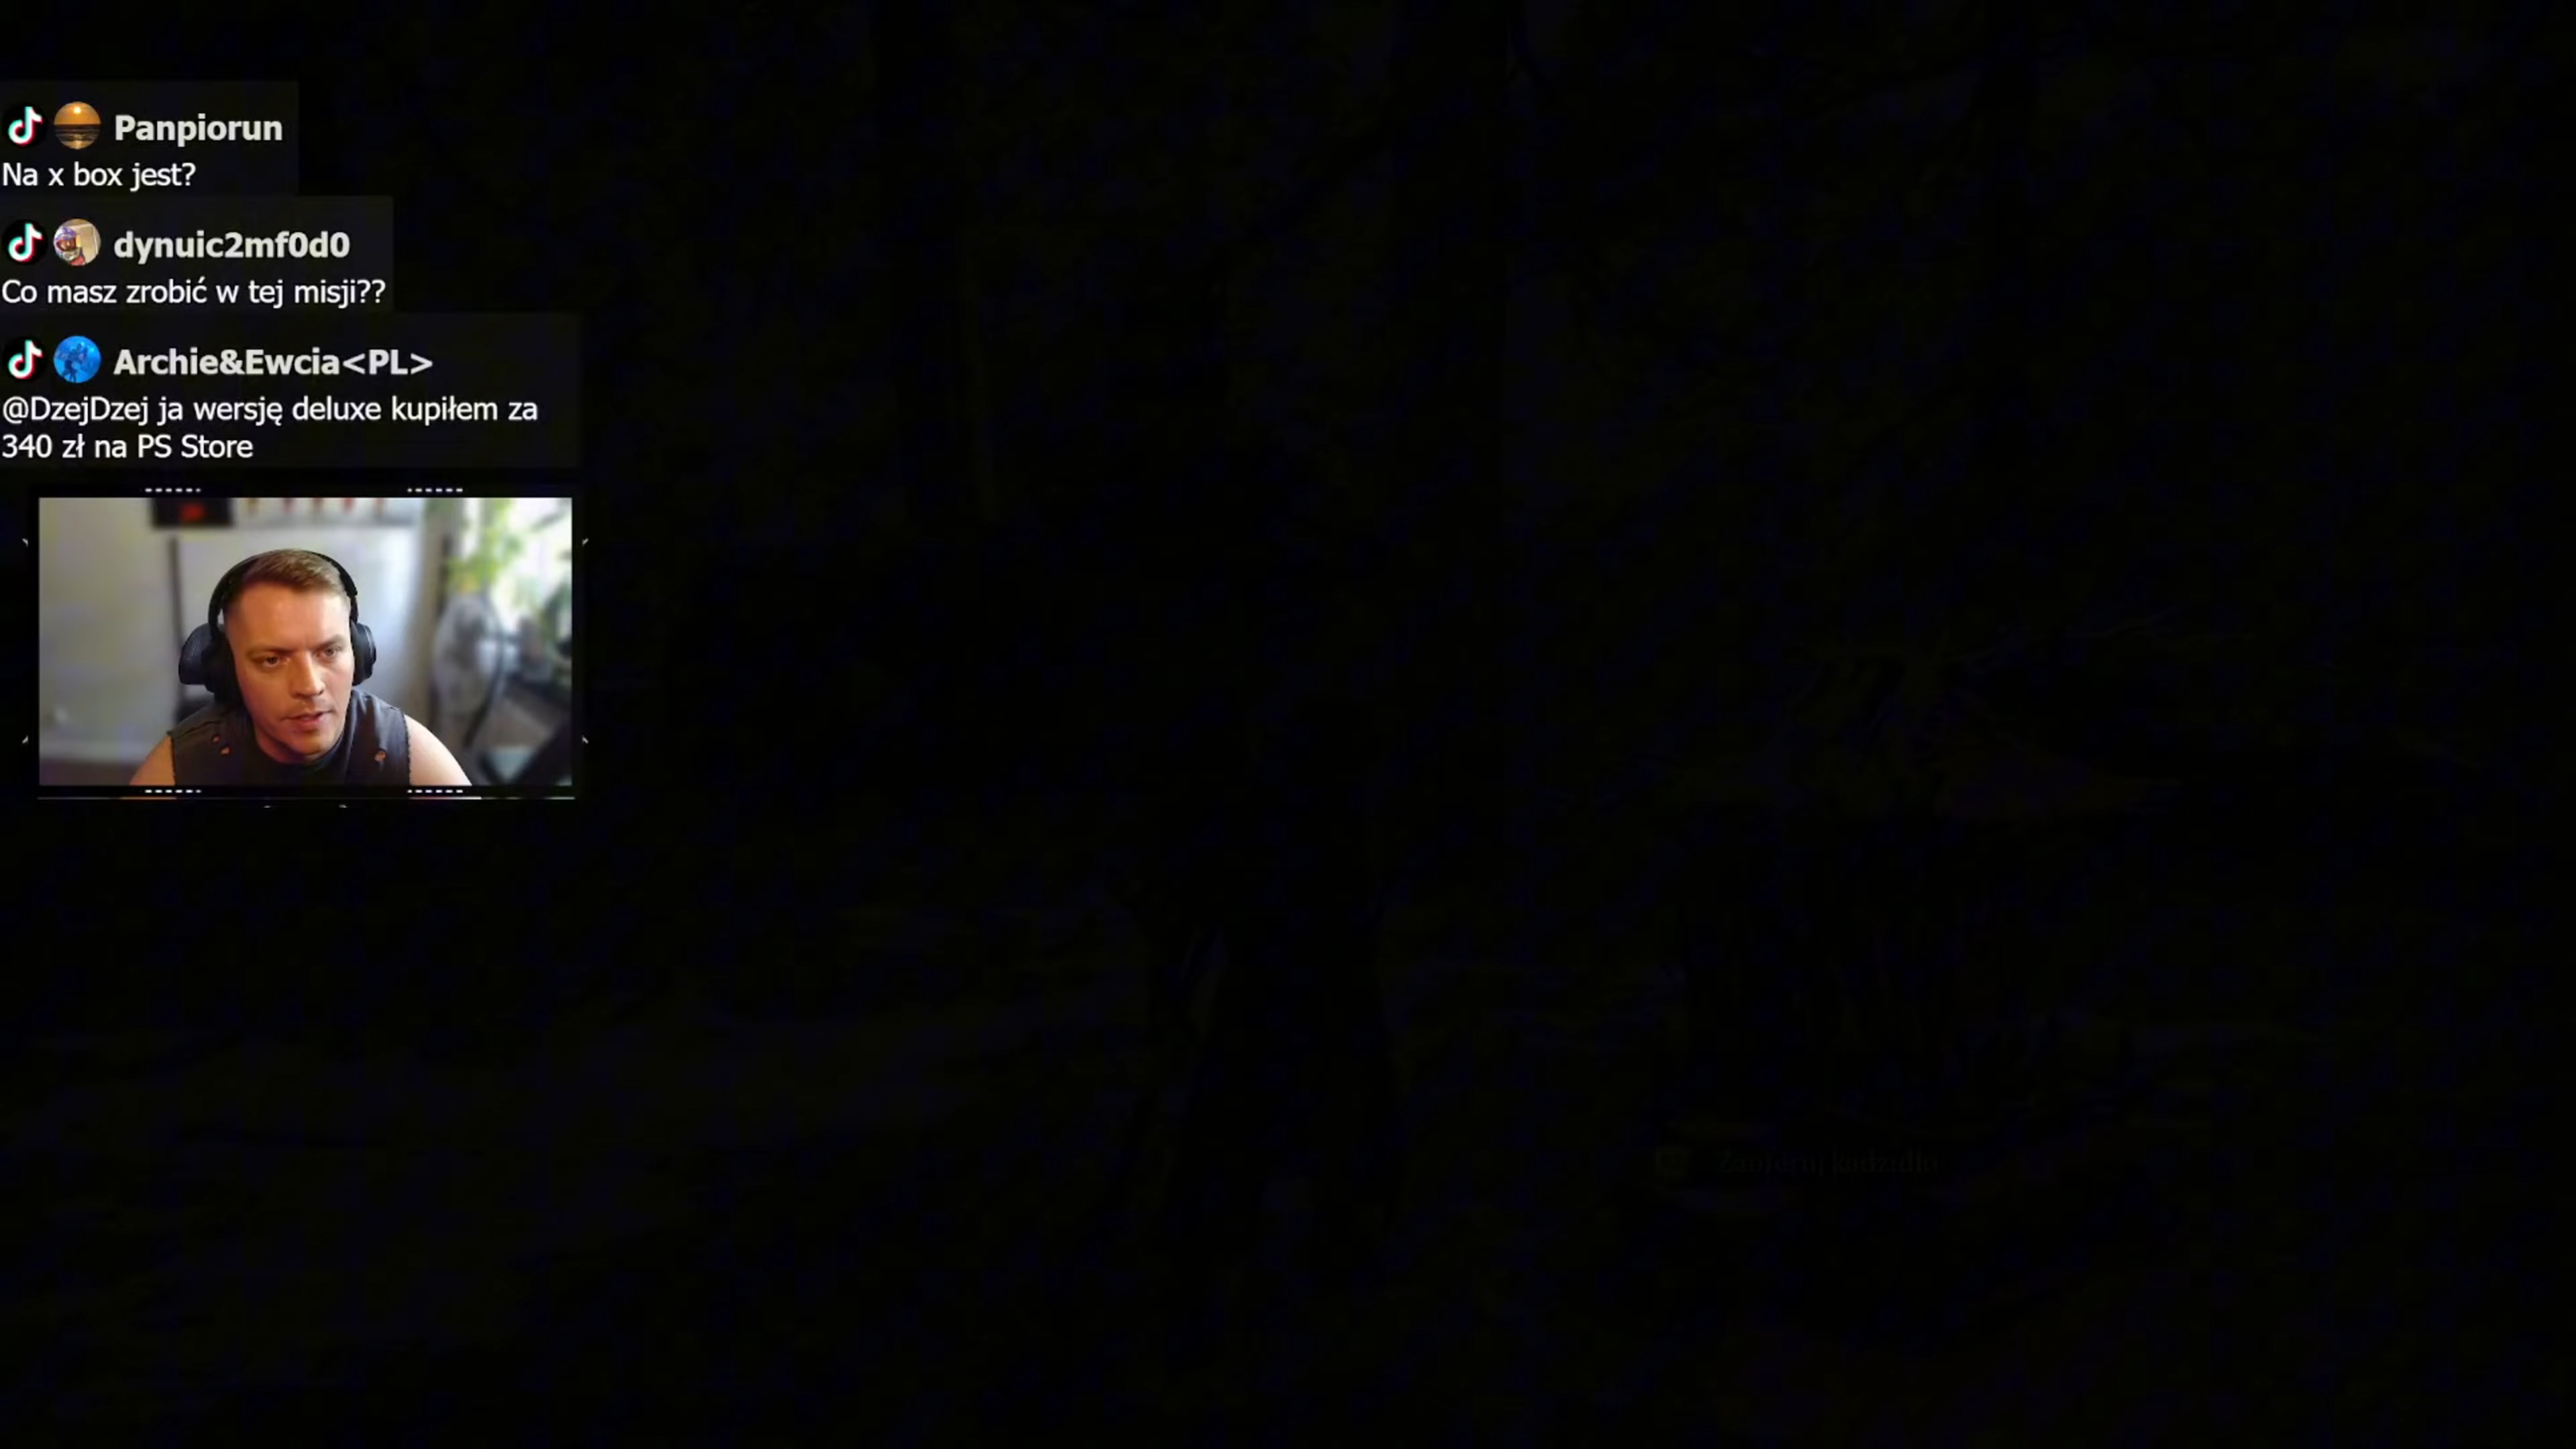 Panpiorun
Na x box jest?
dynuic2mf0d0
Co masz zrobić w tej misji??
Archie&Ewcia<PL>
@DzejDzej ja wersję deluxe kupiłem za
340 zł na PS Store
kadzidło